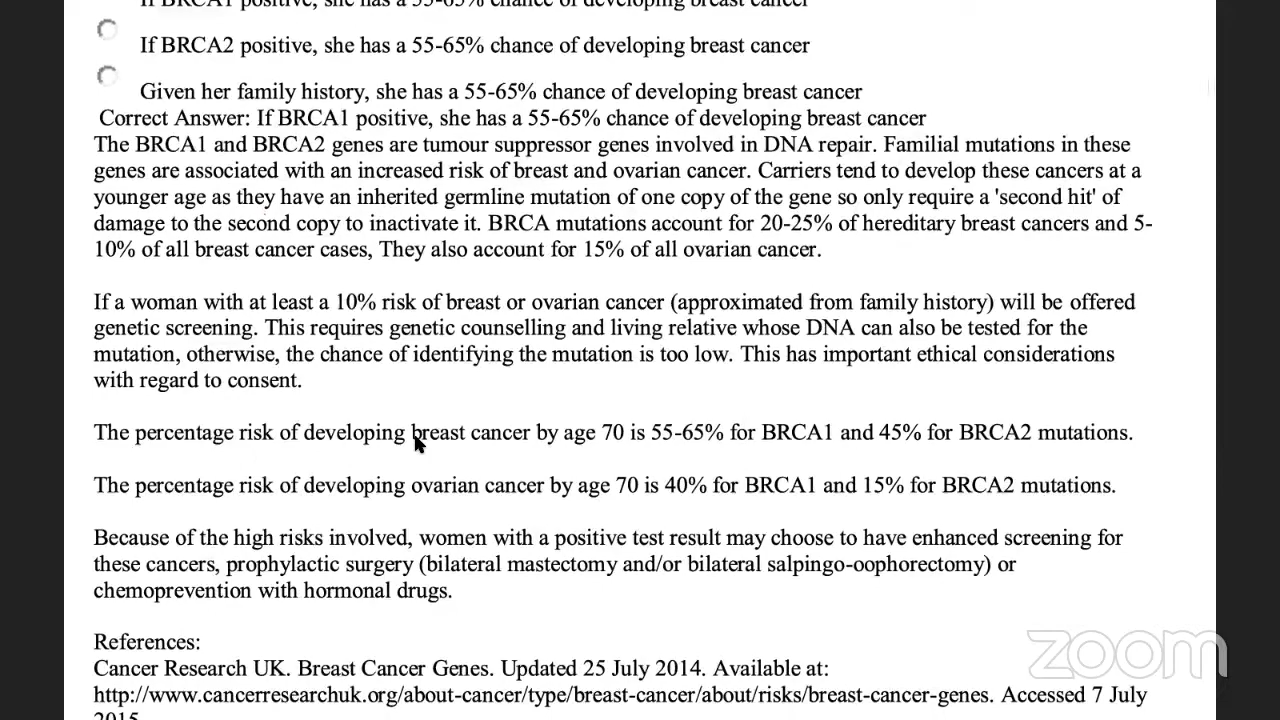 If BRCA1 positive, she has a 55-65% chance of developing breast cancer
If BRCA2 positive, she has a 55-65% chance of developing breast cancer
Given her family history, she has a 55-65% chance of developing breast cancer
Correct Answer: If BRCA1 positive, she has a 55-65% chance of developing breast cancer
The BRCA1 and BRCA2 genes are tumour suppressor genes involved in DNA repair. Familial mutations in these
genes are associated with an increased risk of breast and ovarian cancer. Carriers tend to develop these cancers at a
younger age as they have an inherited germline mutation of one copy of the gene so only require a 'second hit' of
damage to the second copy to inactivate it. BRCA mutations account for 20-25% of hereditary breast cancers and 5-
10% of all breast cancer cases, They also account for 15% of all ovarian cancer.
If a woman with at least a 10% risk of breast or ovarian cancer (approximated from family history) will be offered
genetic screening. This requires genetic counselling and living relative whose DNA can also be tested for the
mutation, otherwise, the chance of identifying the mutation is too low. This has important ethical considerations
with regard to consent.
The percentage risk of developing breast cancer by age 70 is 55-65% for BRCA1 and 45% for BRCA2 mutations.
The percentage risk of developing ovarian cancer by age 70 is 40% for BRCA1 and 15% for BRCA2 mutations.
Because of the high risks involved, women with a positive test result may choose to have enhanced screening for
these cancers, prophylactic surgery (bilateral mastectomy and/or bilateral salpingo-oophorectomy) or
chemoprevention with hormonal drugs.
References:
Cancer Research UK. Breast Cancer Genes. Updated 25 July 2014. Available at:
http://www.cancerresearchuk.org/about-cancer/type/breast-cancer/about/risks/breast-cancer-genes. Accessed 7 July
2015
zoom